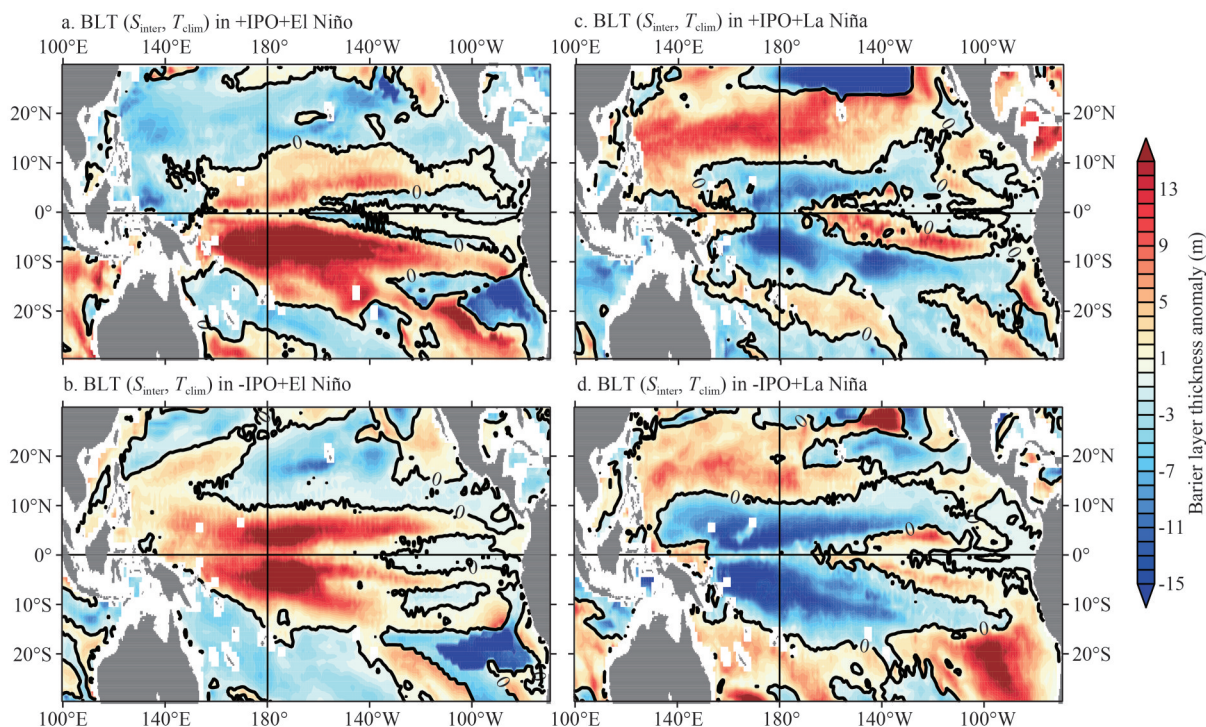 a. BLT (S_inter, T_clim) in +IPO+El Niño
c. BLT (S_inter, T_clim) in +IPO+La Niña
100°E 140°E 180° 140°W 100°W
100°E 140°E 180° 140°W 100°W
20°N
10°N
0°
10°S
20°S
20°N
10°N
0°
10°S
20°S
0
0
0
0
0
0
0
b. BLT (S_inter, T_clim) in -IPO+El Niño
d. BLT (S_inter, T_clim) in -IPO+La Niña
20°N
10°N
0°
10°S
20°S
20°N
10°N
0°
10°S
20°S
0
0
0
0
0
0
100°E 140°E 180° 140°W 100°W
100°E 140°E 180° 140°W 100°W
13
9
5
1
-3
-7
-11
-15
Barier layer thickness anomaly (m)